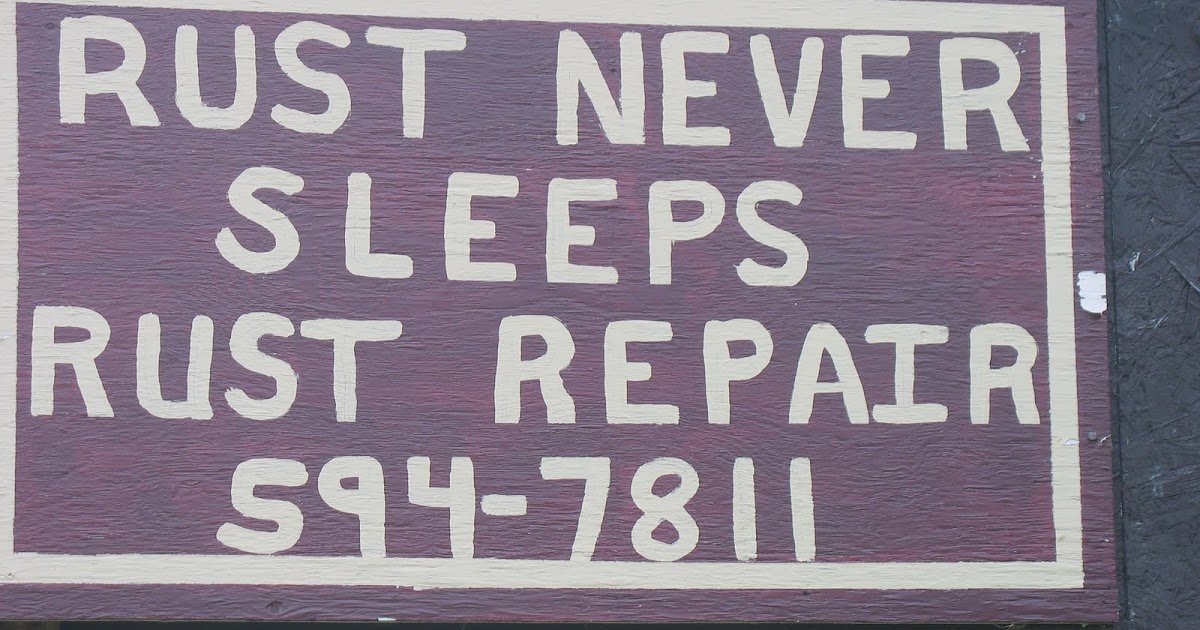 RUST NEVER
SLEEPS
RUST REPAIR
594-7811